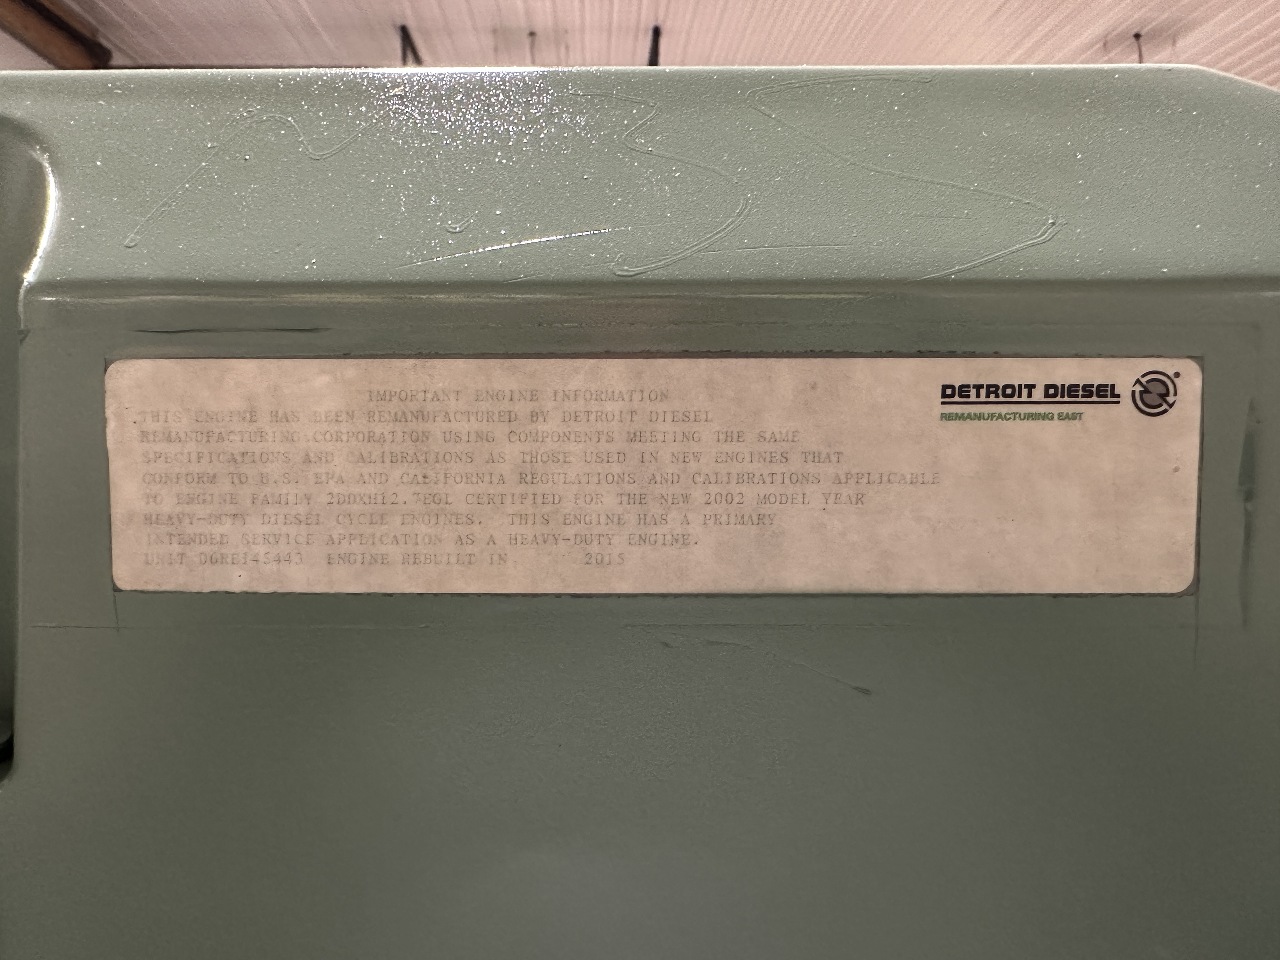 IMPORTANT ENGINE INFORMATION
DETROIT DIESEL
REMANUFACTURING EAST
THIS ENGINE HAS BEEN REMANUFACTURED BY DETROIT DIESEL
REMANUFACTURING CORPORATION USING COMPONENTS MEETING THE SAME
SPECIFICATIONS AND CALIBRATIONS AS THOSE USED IN NEW ENGINES THAT
CONFORM TO U.S. EPA AND CALIFORNIA REGULATIONS AND CALIBRATIONS APPLICABLE
TO ENGINE FAMILY 2DDXH12.7EGL CERTIFIED FOR THE NEW 2002 MODEL YEAR
HEAVY-DUTY DIESEL CYCLE ENGINES. THIS ENGINE HAS A PRIMARY
INTENDED SERVICE APPLICATION AS A HEAVY-DUTY ENGINE.
UNIT ENGINE REBUILT IN 2015